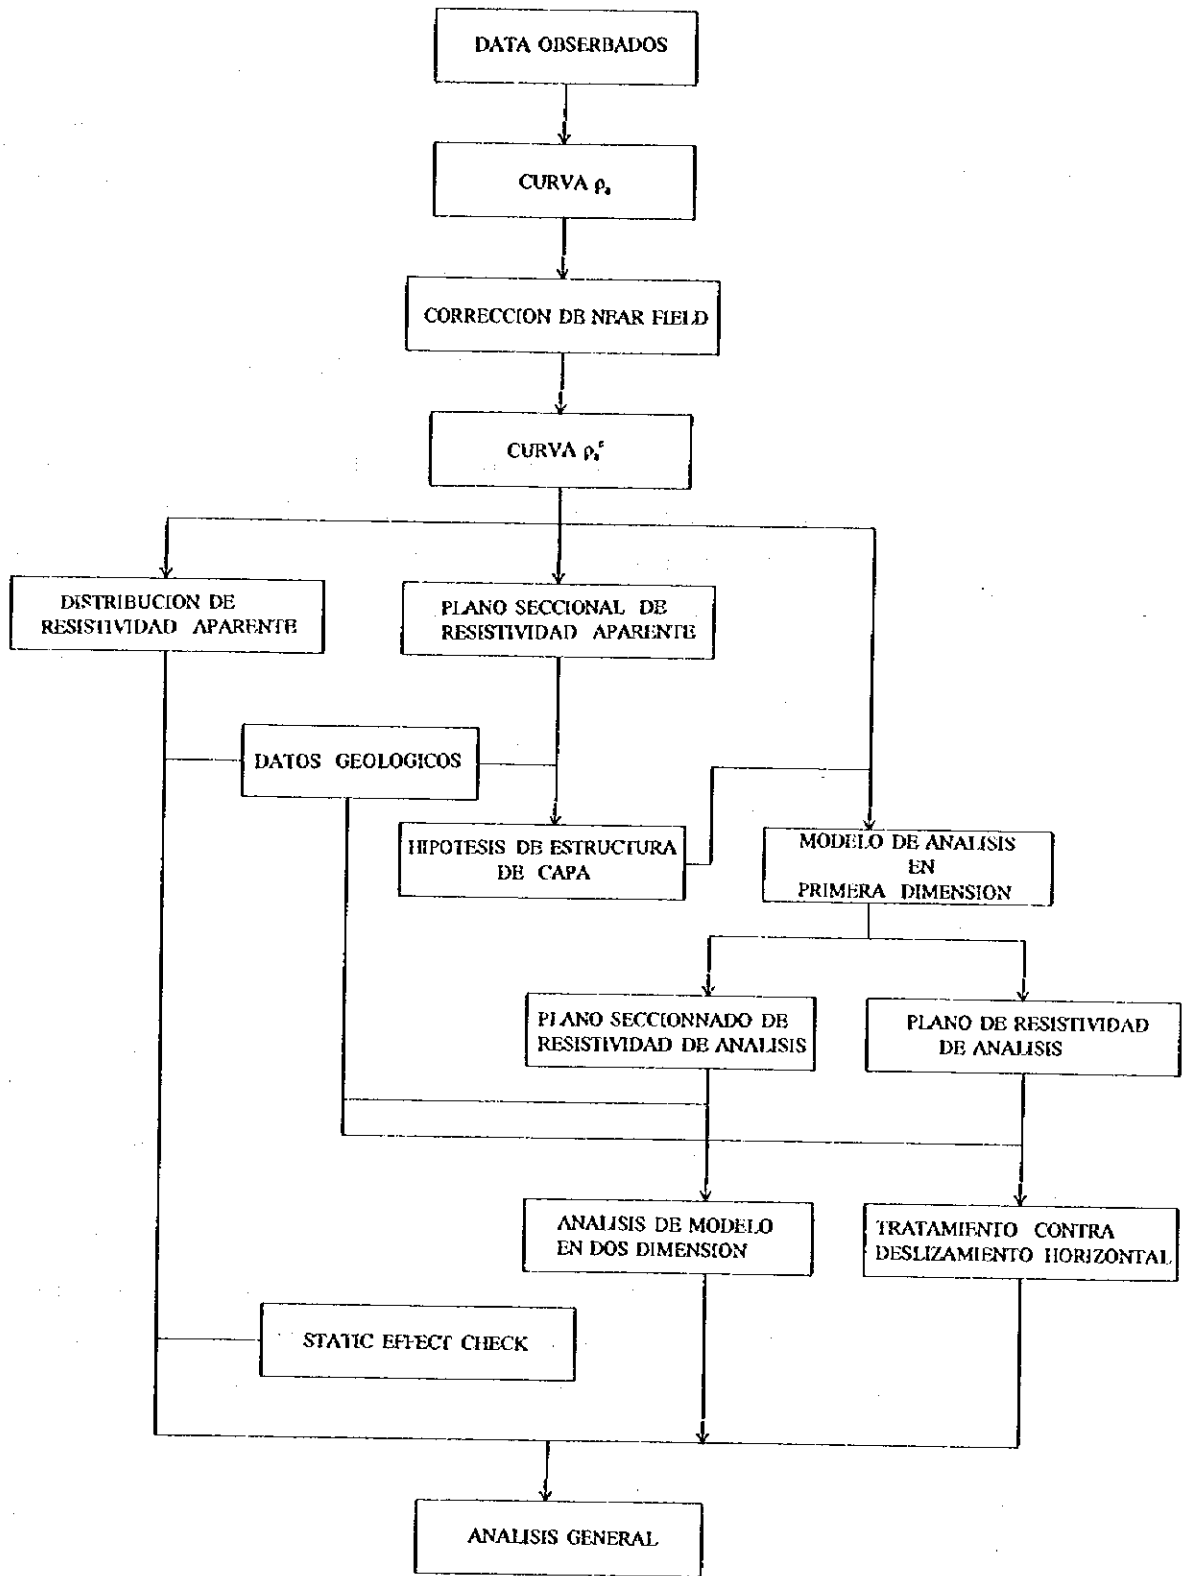 DATA OBSERBADOS
CURVA ρₐ
CORRECCION DE NEAR FIELD
CURVA ρₐᶜ
DISTRIBUCION DE
RESISTIVIDAD APARENTE
PLANO SECCIONAL DE
RESISTIVIDAD APARENTE
DATOS GEOLOGICOS
HIPOTESIS DE ESTRUCTURA
DE CAPA
MODELO DE ANALISIS
EN
PRIMERA DIMENSION
PLANO SECCIONNADO DE
RESISTIVIDAD DE ANALISIS
PLANO DE RESISTIVIDAD
DE ANALISIS
ANALISIS DE MODELO
EN DOS DIMENSION
TRATAMIENTO CONTRA
DESLIZAMIENTO HORIZONTAL
STATIC EFFECT CHECK
ANALISIS GENERAL